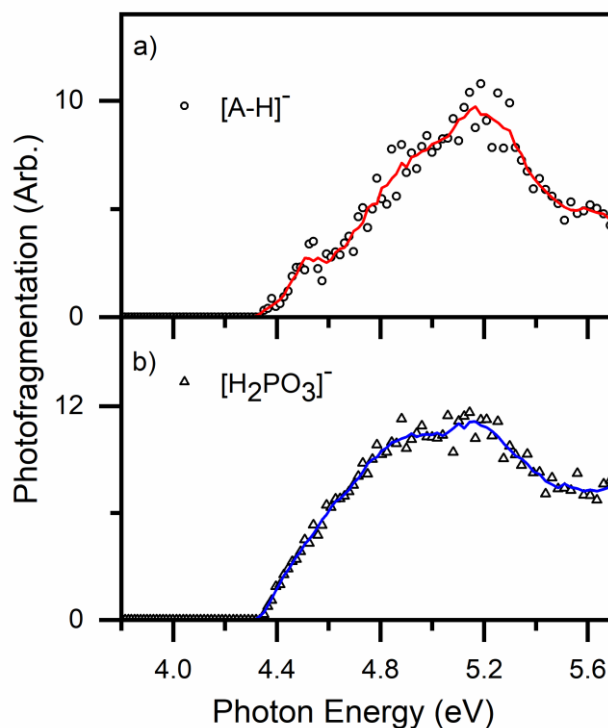 a)
[A-H]⁻
10
0
b)
[H₂PO₃]⁻
12
0
Photofragmentation (Arb.)
4.0 4.4 4.8 5.2 5.6
Photon Energy (eV)